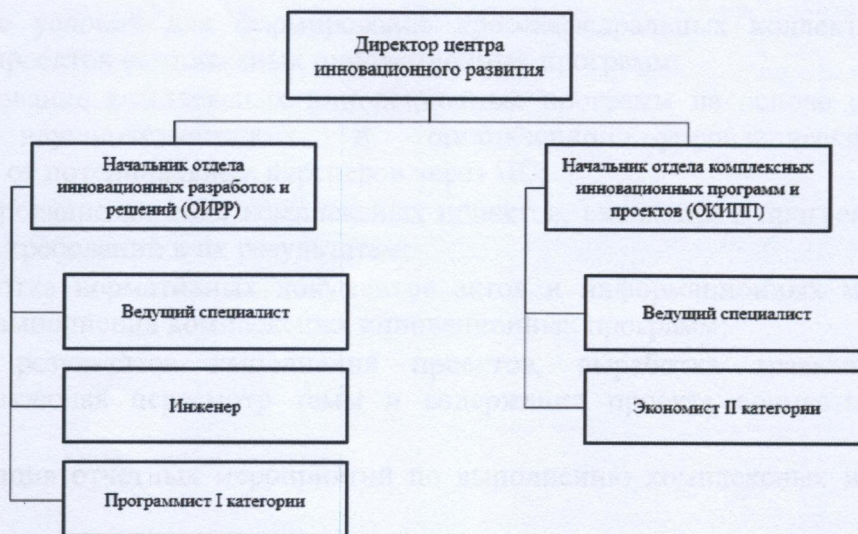 Директор центра
инновационного развития
Начальник отдела
инновационных разработок и
решений (ОИРР)
Начальник отдела комплексных
инновационных программ и
проектов (ОКИПП)
Ведущий специалист
Ведущий специалист
Инженер
Экономист II категории
Программист I категории